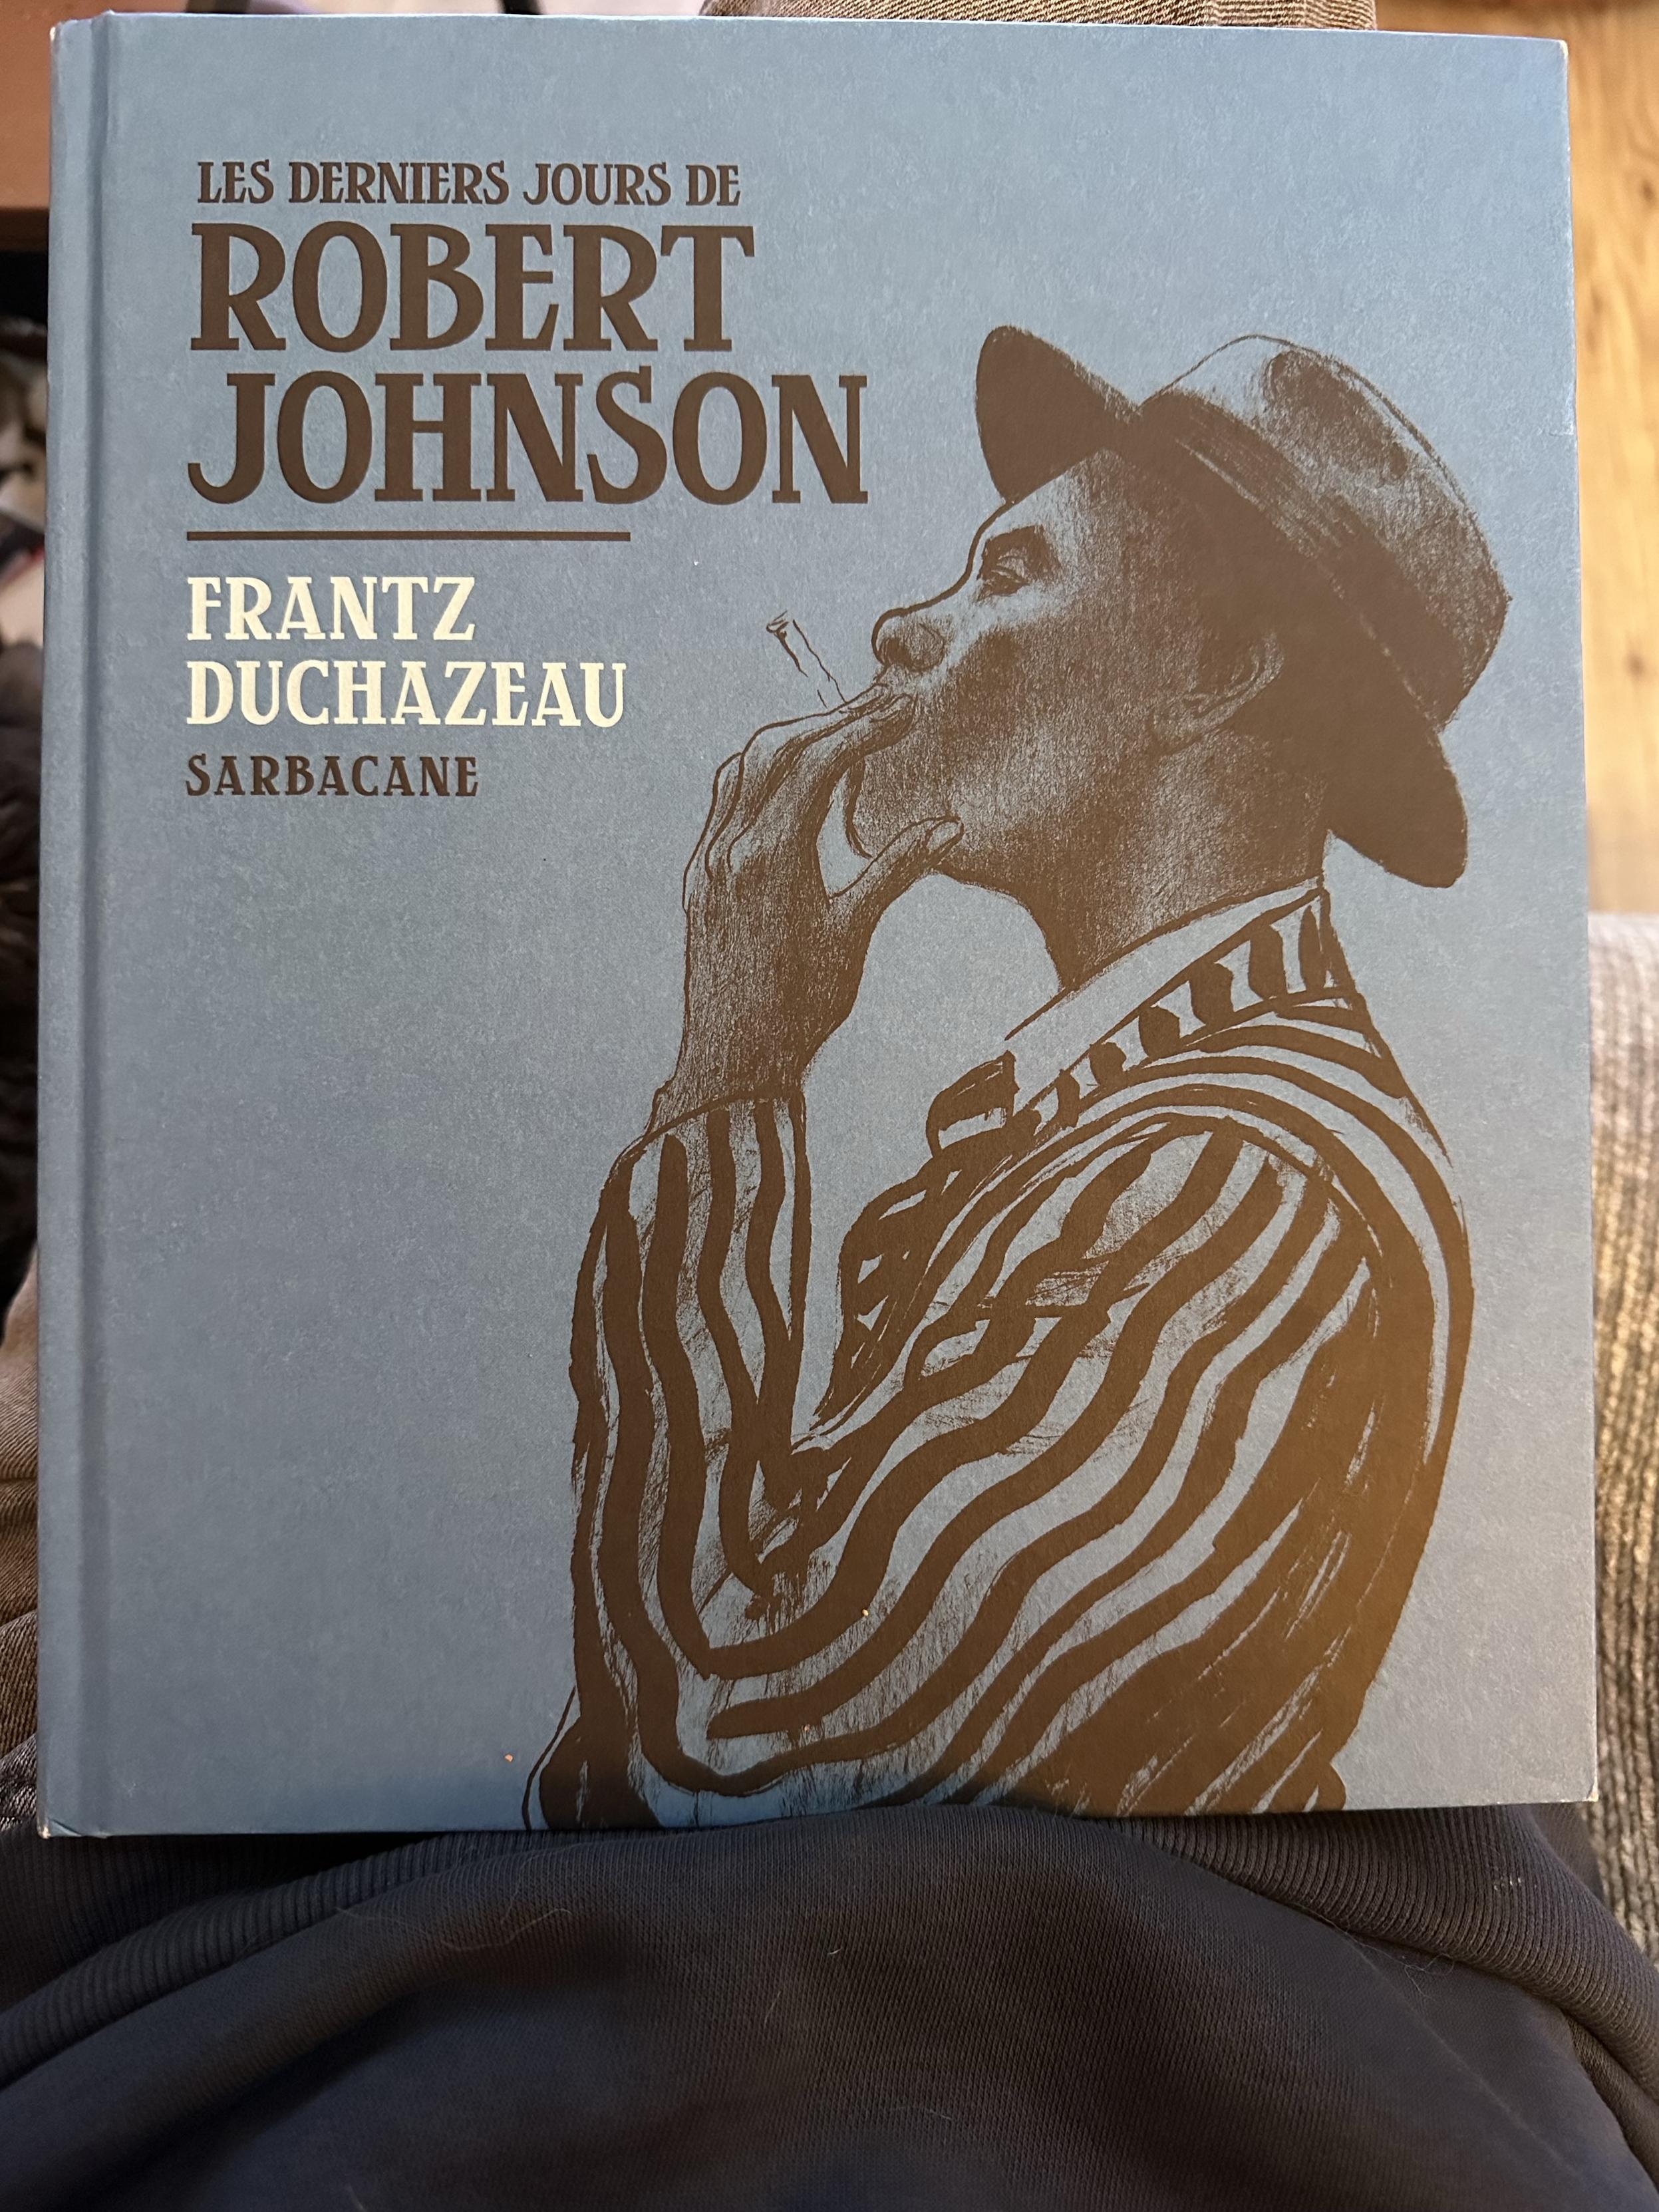 LES DERNIERS JOURS DE
ROBERT
JOHNSON
FRANTZ
DUCHAZEAU
SARBACANE